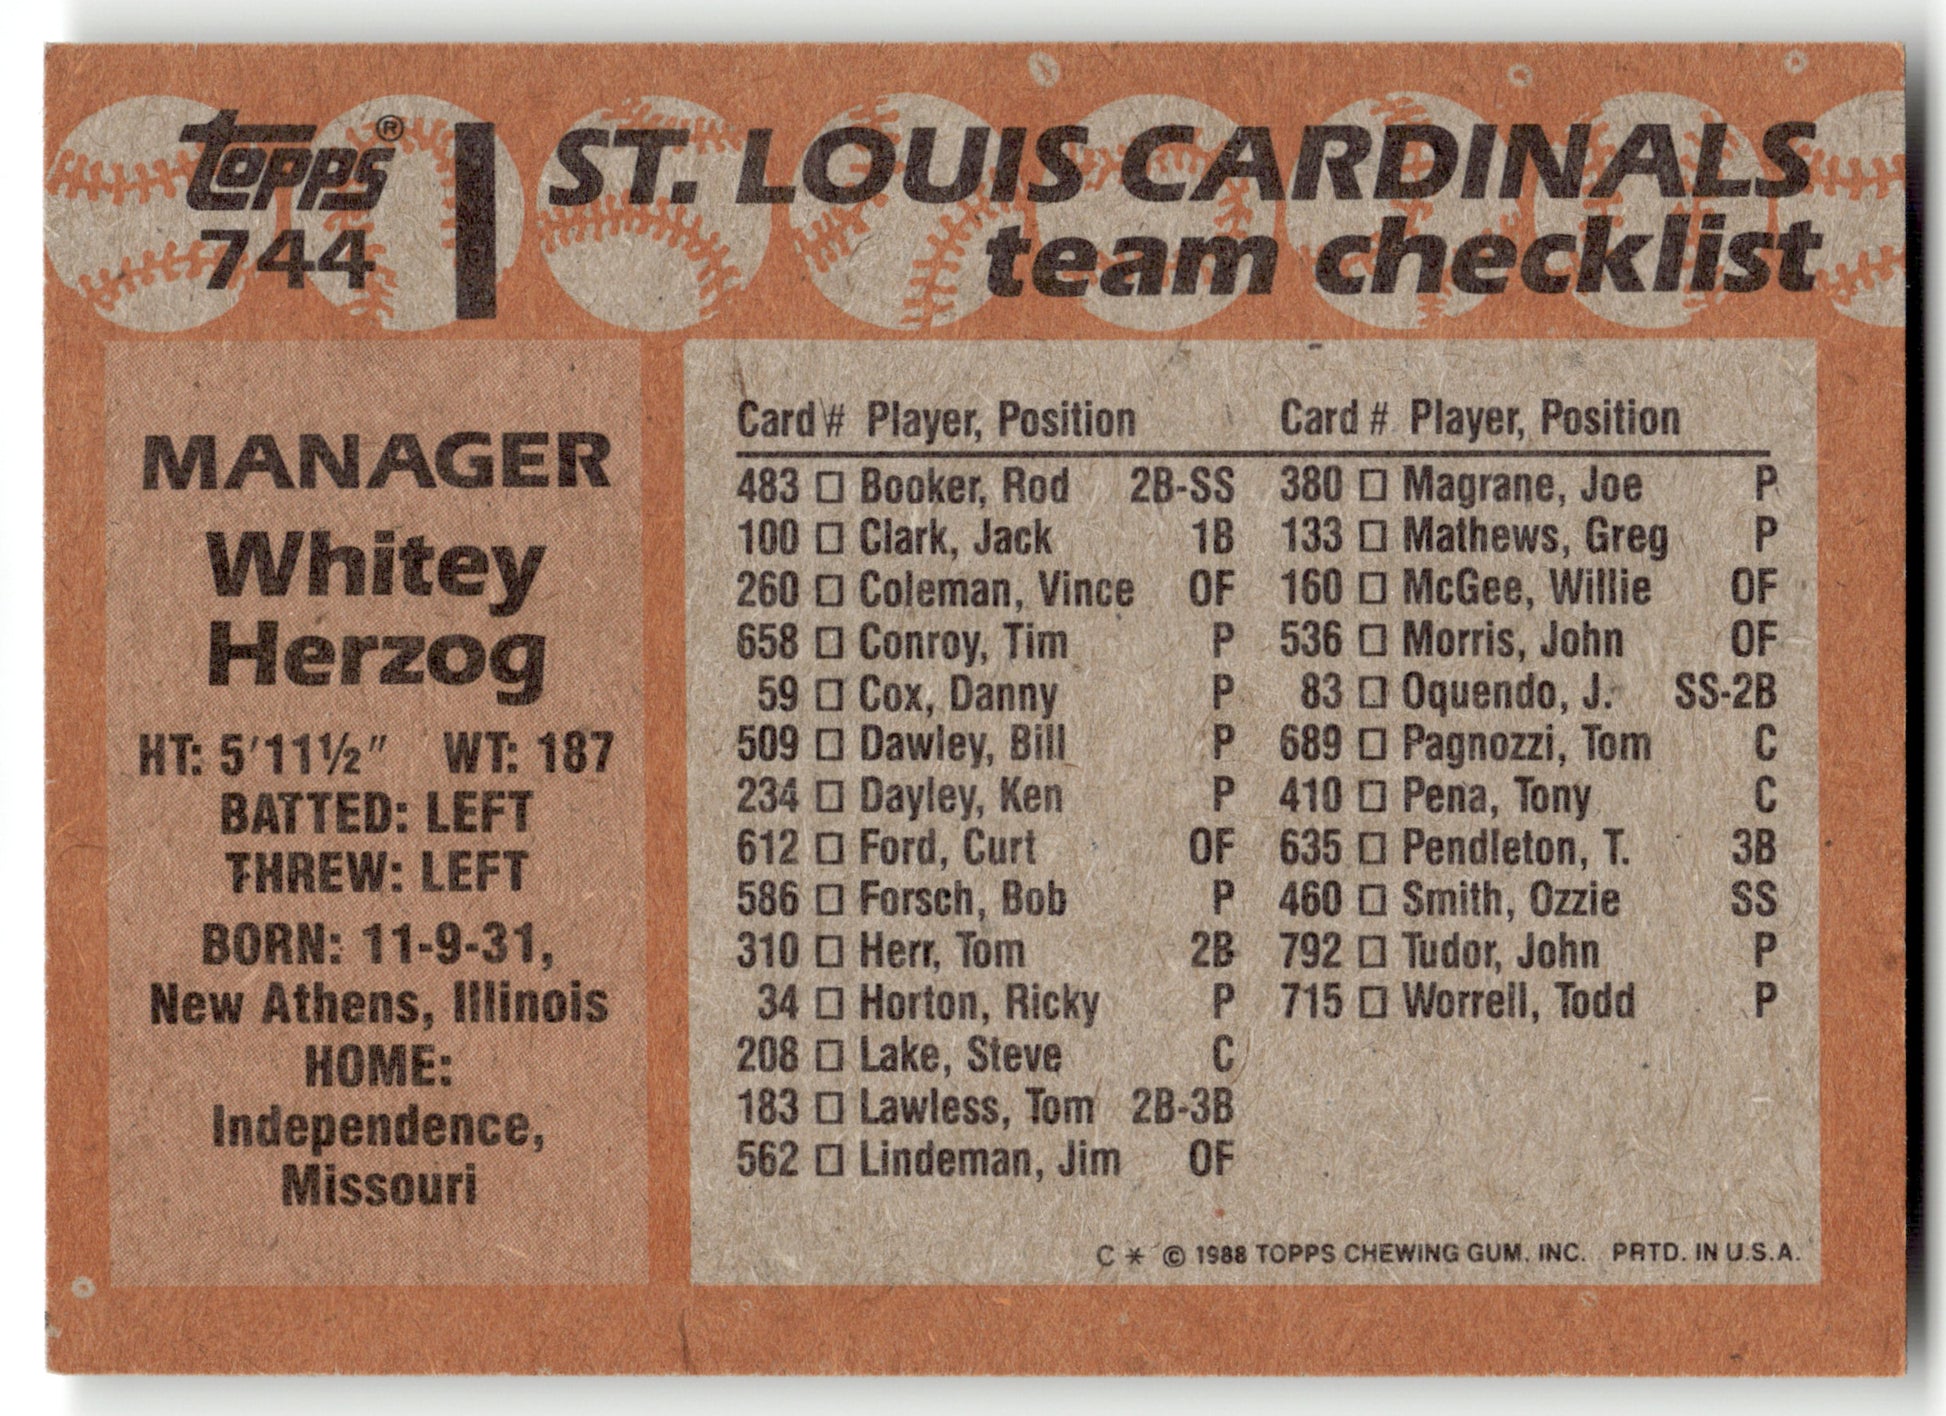 topps®
744
ST. LOUIS CARDINALS
team checklist
MANAGER
Whitey
Herzog
HT: 5'11½" WT: 187
BATTED: LEFT
THREW: LEFT
BORN: 11-9-31,
New Athens, Illinois
HOME:
Independence,
Missouri
Card # Player, Position
483 □ Booker, Rod 2B-SS
100 □ Clark, Jack 1B
260 □ Coleman, Vince OF
658 □ Conroy, Tim P
59 □ Cox, Danny P
509 □ Dawley, Bill P
234 □ Dayley, Ken P
612 □ Ford, Curt OF
586 □ Forsch, Bob P
310 □ Herr, Tom 2B
34 □ Horton, Ricky P
208 □ Lake, Steve C
183 □ Lawless, Tom 2B-3B
562 □ Lindeman, Jim OF
Card # Player, Position
380 □ Magrane, Joe P
133 □ Mathews, Greg P
160 □ McGee, Willie OF
536 □ Morris, John OF
83 □ Oquendo, J. SS-2B
689 □ Pagnozzi, Tom C
410 □ Pena, Tony C
635 □ Pendleton, T. 3B
460 □ Smith, Ozzie SS
792 □ Tudor, John P
715 □ Worrell, Todd P
C * © 1988 TOPPS CHEWING GUM, INC. PRTD. IN U.S.A.